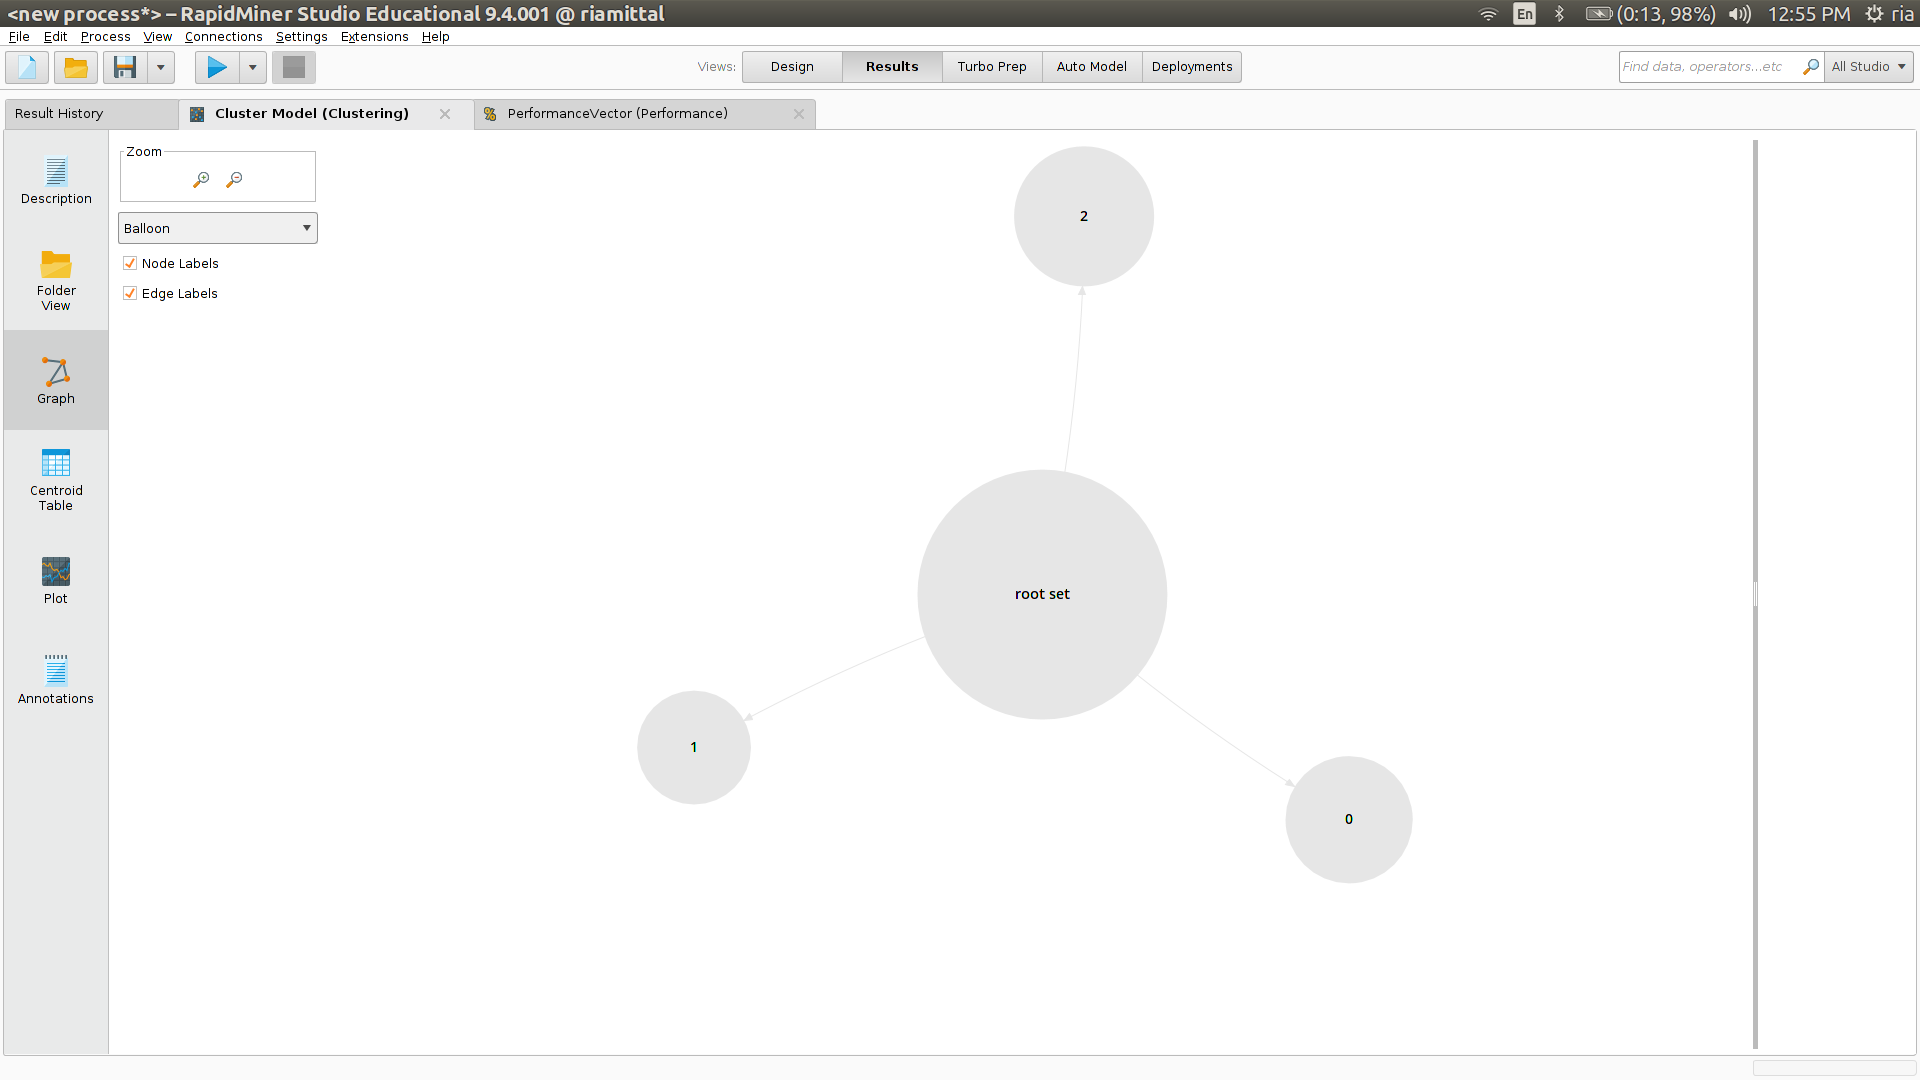 <new process*> – RapidMiner Studio Educational 9.4.001 @ riamittal
En
(0:13, 98%)
12:55 PM
ria
File Edit Process View Connections Settings Extensions Help
Views:
Design
Results
Turbo Prep
Auto Model
Deployments
Find data, operators...etc
All Studio
Result History
Cluster Model (Clustering)
PerformanceVector (Performance)
Description
Folder
View
Graph
Centroid
Table
Plot
Annotations
Zoom
Balloon
Node Labels
Edge Labels
2
root set
1
0